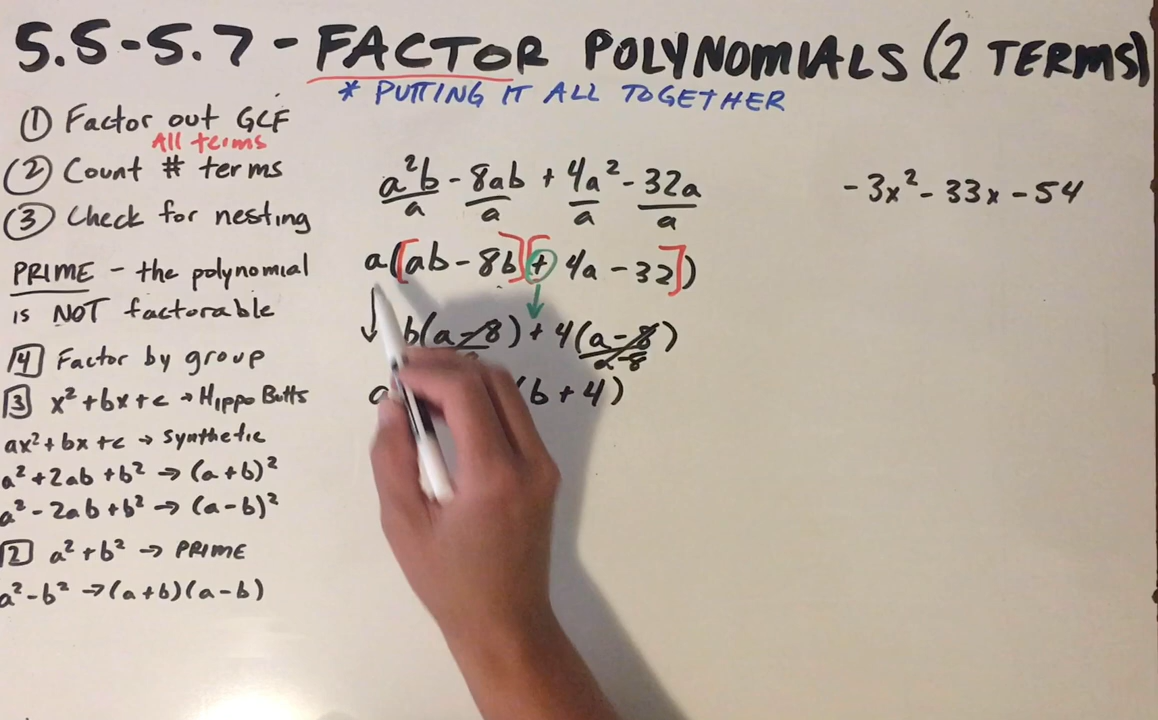 5.5-5.7 - FACTOR POLYNOMIALS (2 TERMS)
* PUTTING IT ALL TOGETHER
① Factor out GCF
All terms
② Count # terms
③ Check for nesting
PRIME - the polynomial
is NOT factorable
4 Factor by group
3 x²+bx+c → Hippo Butts
ax²+bx+c → Synthetic
a²+2ab+b² → (a+b)²
a²-2ab+b² → (a-b)²
2 a²+b² → PRIME
a²-b² → (a+b)(a-b)
a²b - 8ab + 4a² - 32a
a a a a
a([ab - 8b][+ 4a - 32])
b(a-8) + 4(a-8)
a-8
a (b+4)
-3x² - 33x - 54